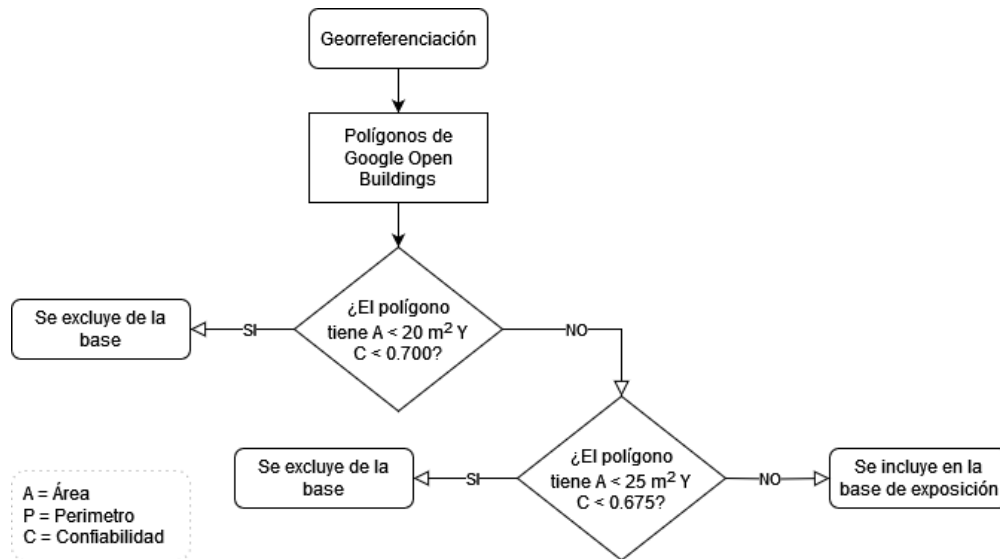 Georreferenciación
Polígonos de
Google Open
Buildings
¿El polígono
tiene A < 20 m² Y
C < 0.700?
SI
Se excluye de la
base
NO
¿El polígono
tiene A < 25 m² Y
C < 0.675?
SI
Se excluye de la
base
NO
Se incluye en la
base de exposición
A = Área
P = Perimetro
C = Confiabilidad